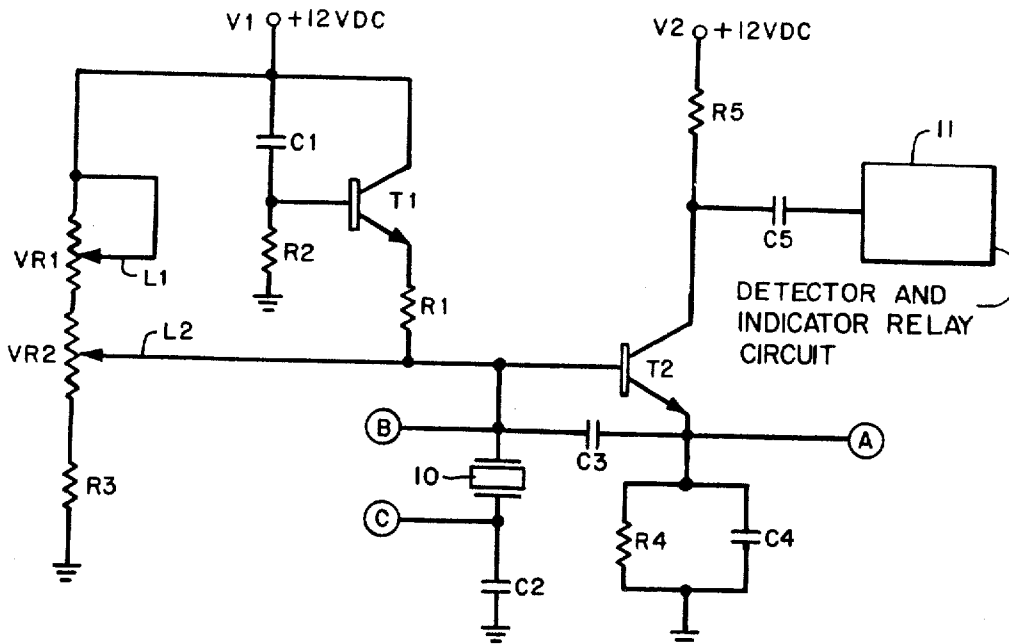 V1 +12VDC
V2 +12VDC
R5
11
C1
T1
C5
VR1
L1
R2
R1
DETECTOR AND
INDICATOR RELAY
CIRCUIT
L2
VR2
T2
B
C3
A
10
R3
C
R4
C4
C2